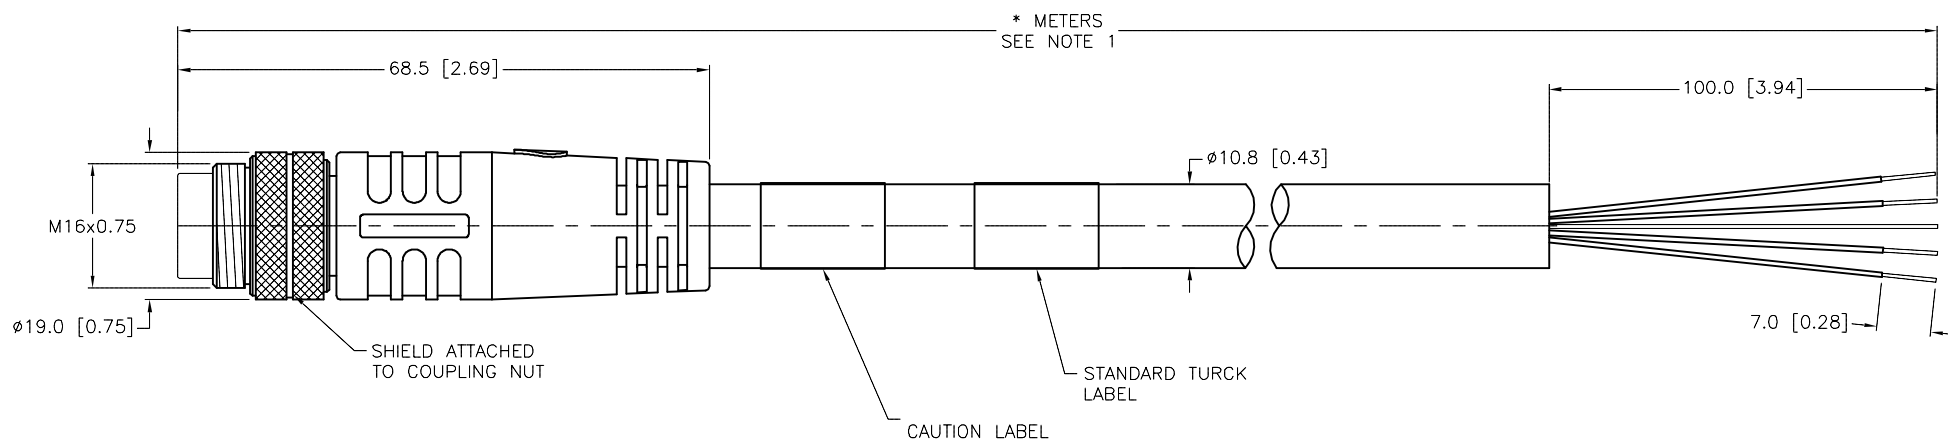 * METERS
SEE NOTE 1
68.5 [2.69]
100.0 [3.94]
ø10.8 [0.43]
M16x0.75
ø19.0 [0.75]
7.0 [0.28]
SHIELD ATTACHED
TO COUPLING NUT
STANDARD TURCK
LABEL
CAUTION LABEL